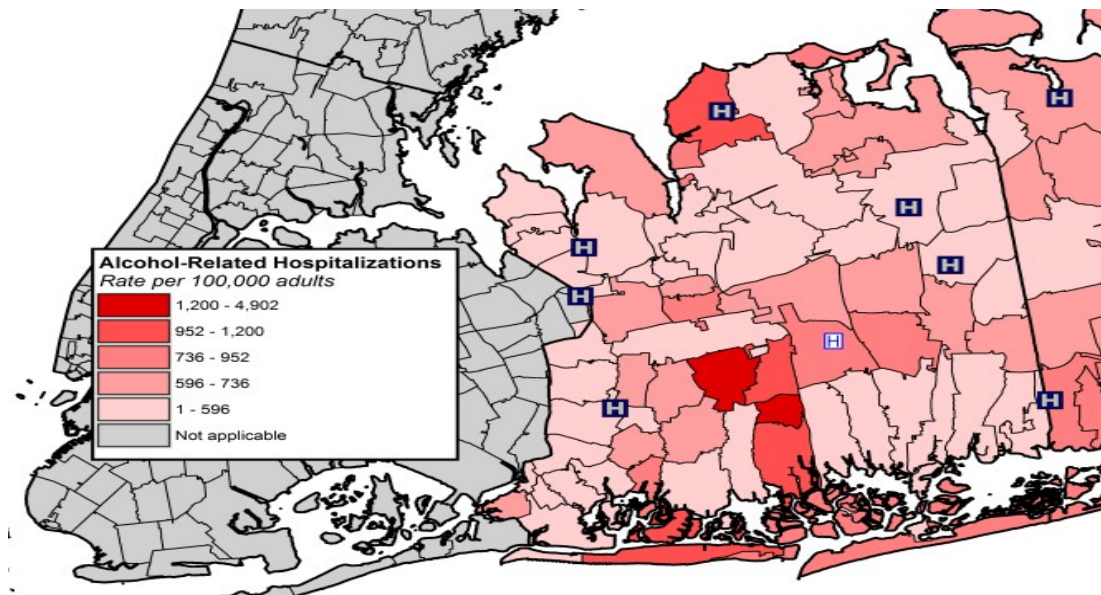 H
H
H
H
Alcohol-Related Hospitalizations
H
H
Rate per 100,000 adults
1,200 - 4,902
952 - 1,200
736 - 952
H
596 - 736
1 - 596
H
H
Not applicable